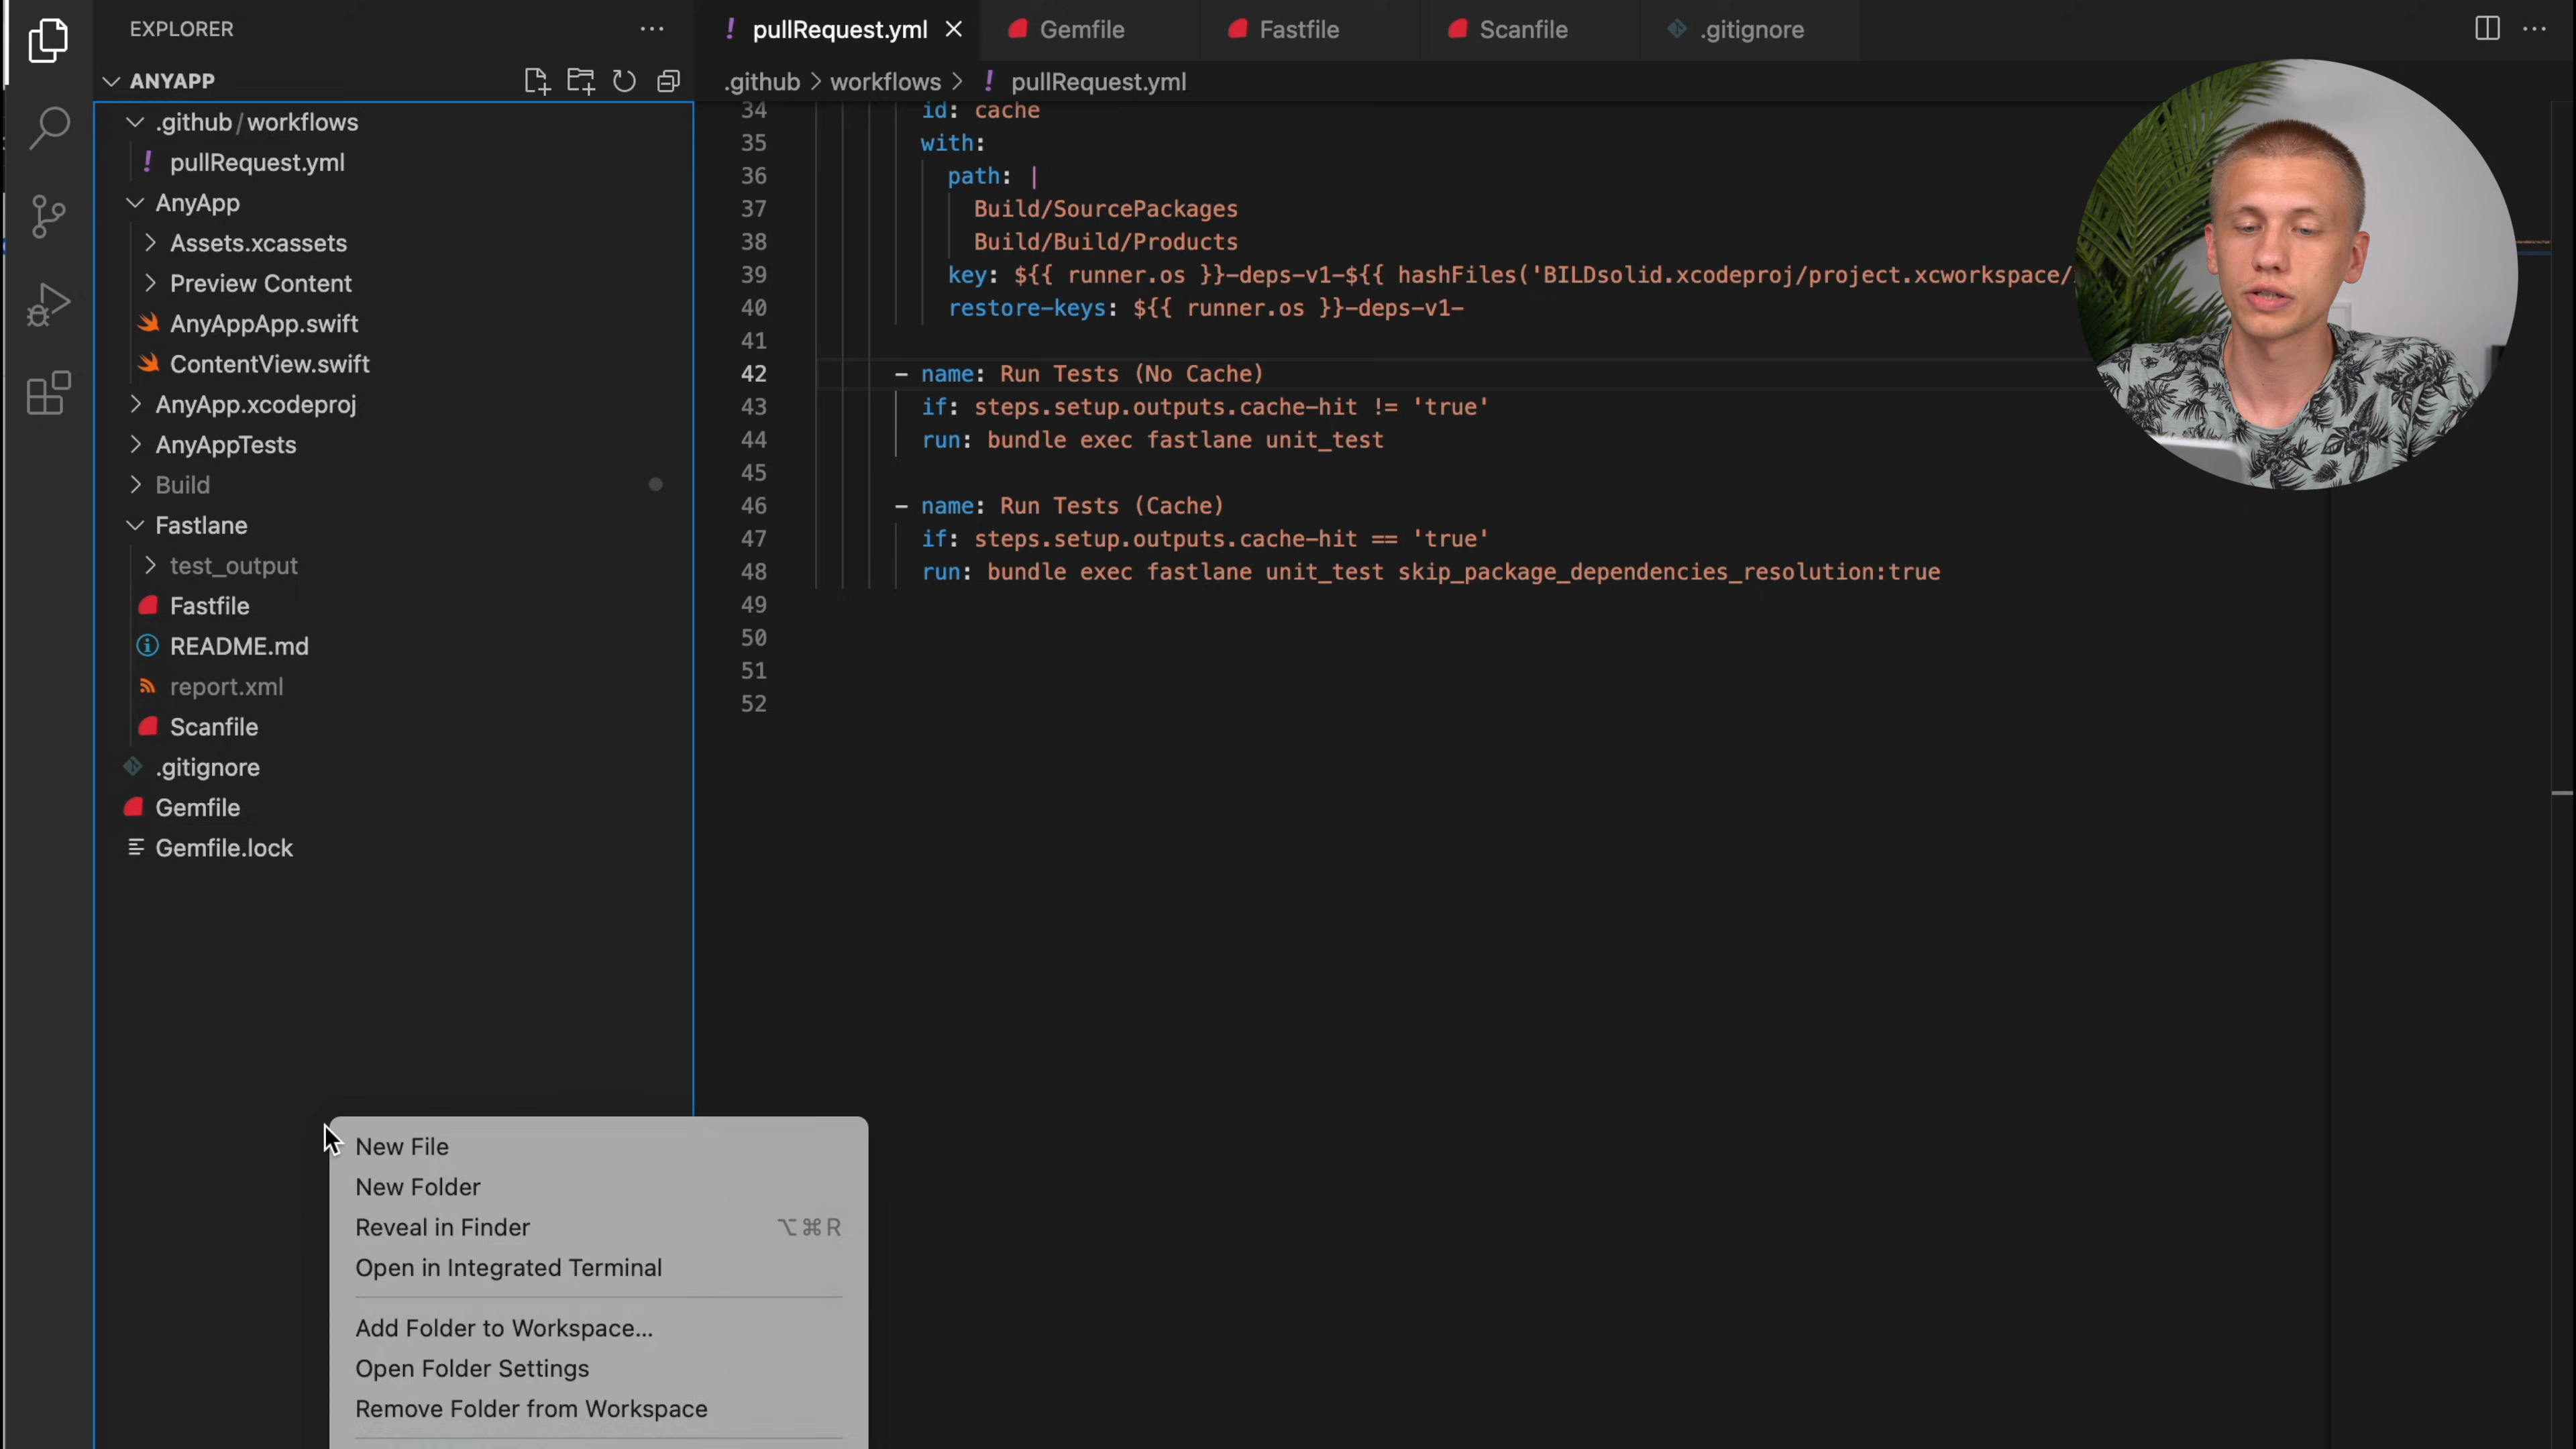 EXPLORER
ANYAPP
.github/workflows
pullRequest.yml
AnyApp
Assets.xcassets
Preview Content
AnyAppApp.swift
ContentView.swift
AnyApp.xcodeproj
AnyAppTests
Build
Fastlane
test_output
Fastfile
README.md
report.xml
Scanfile
.gitignore
Gemfile
Gemfile.lock
pullRequest.yml
Gemfile
Fastfile
Scanfile
.gitignore
.github > workflows > ! pullRequest.yml
34 id: cache
35 with:
36 path: |
37 Build/SourcePackages
38 Build/Build/Products
39 key: ${{ runner.os }}-deps-v1-${{ hashFiles('BILDsolid.xcodeproj/project.xcworkspace/
40 restore-keys: ${{ runner.os }}-deps-v1-
41
42 - name: Run Tests (No Cache)
43 if: steps.setup.outputs.cache-hit != 'true'
44 run: bundle exec fastlane unit_test
45
46 - name: Run Tests (Cache)
47 if: steps.setup.outputs.cache-hit == 'true'
48 run: bundle exec fastlane unit_test skip_package_dependencies_resolution:true
49
50
51
52
New File
New Folder
Reveal in Finder ⌥⌘R
Open in Integrated Terminal
Add Folder to Workspace...
Open Folder Settings
Remove Folder from Workspace